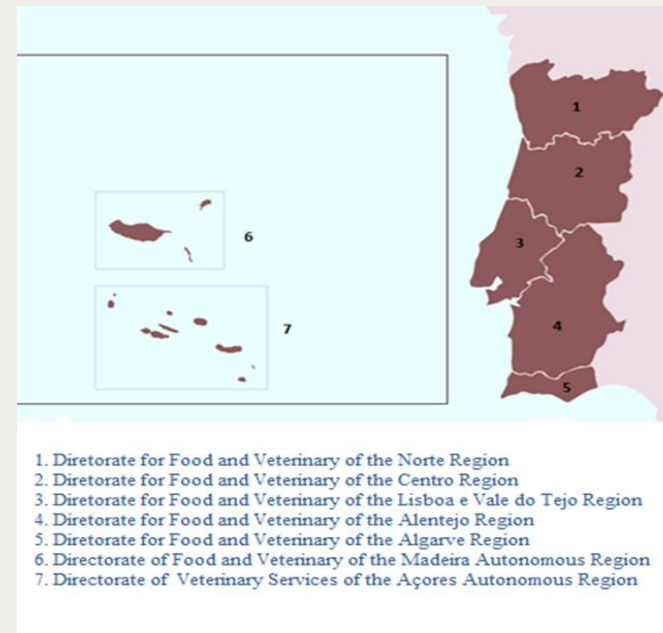 1
2
3
6
7
4
5
1. Diretorate for Food and Veterinary of the Norte Region
2. Diretorate for Food and Veterinary of the Centro Region
3. Diretorate for Food and Veterinary of the Lisboa e Vale do Tejo Region
4. Diretorate for Food and Veterinary of the Alentejo Region
5. Diretorate for Food and Veterinary of the Algarve Region
6. Directorate of Food and Veterinary of the Madeira Autonomous Region
7. Directorate of Veterinary Services of the Açores Autonomous Region